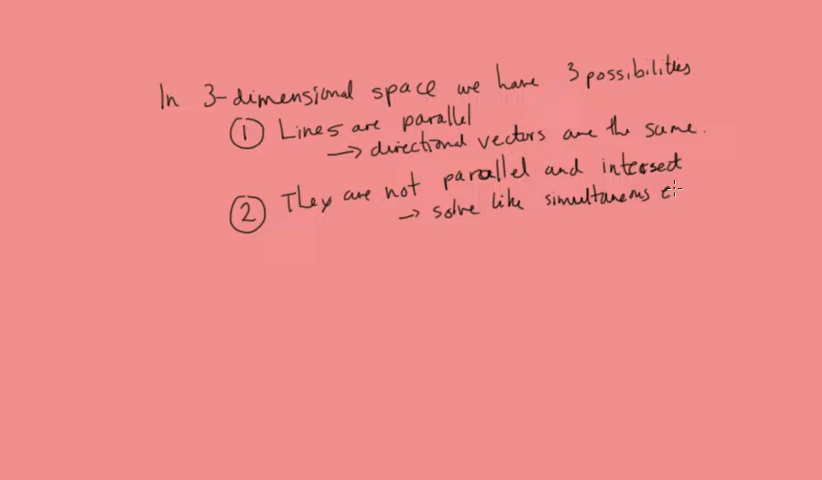 In 3-dimensional space we have 3 possibilities
① Lines are parallel
→ directional vectors are the same.
② They are not parallel and intersect
→ solve like simultaneous e